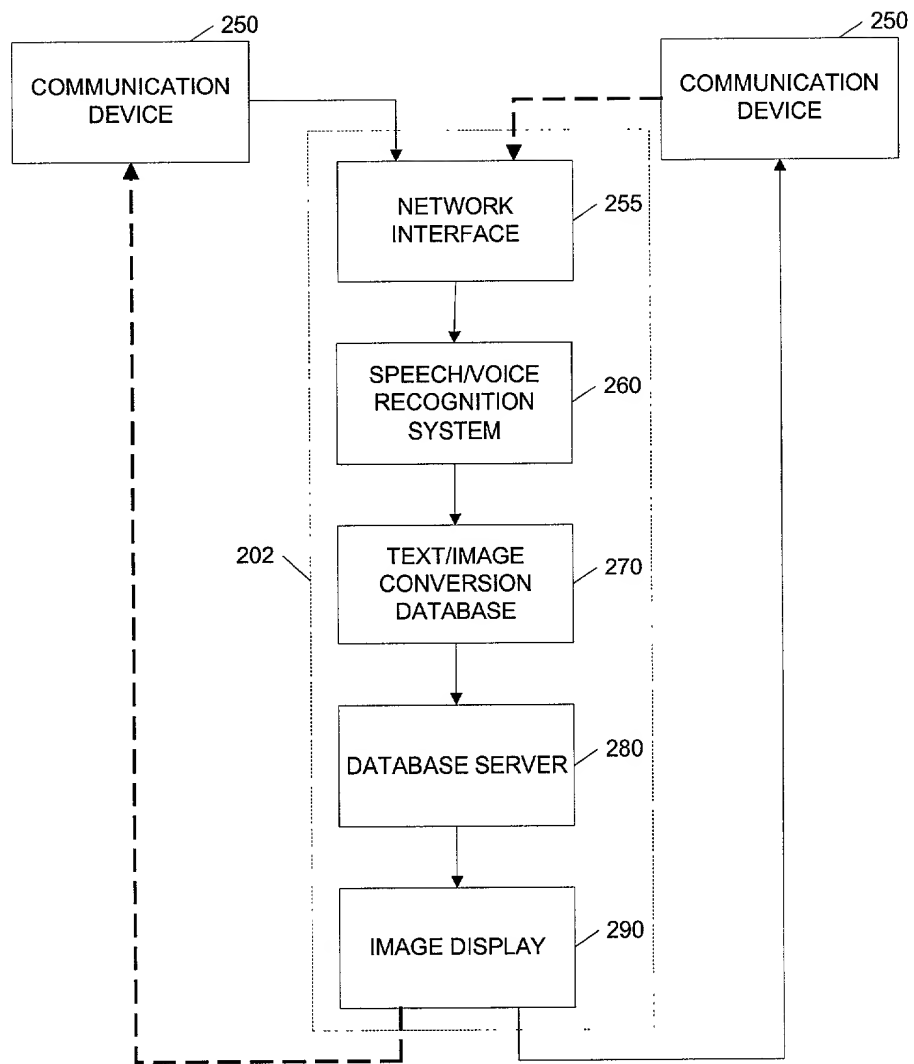 250
COMMUNICATION
DEVICE
250
COMMUNICATION
DEVICE
NETWORK
INTERFACE
255
SPEECH/VOICE
RECOGNITION
SYSTEM
260
202
TEXT/IMAGE
CONVERSION
DATABASE
270
DATABASE SERVER
280
IMAGE DISPLAY
290